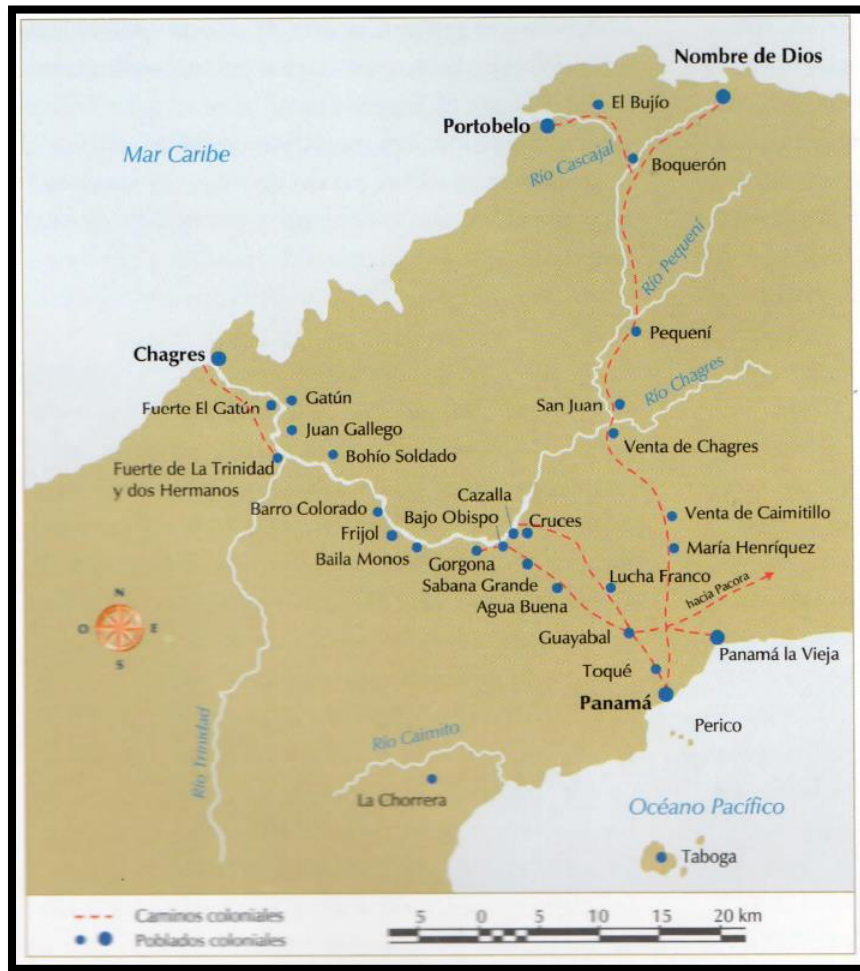 Nombre de Dios
El Bujío
Portobelo
Mar Caribe
Río Cascajal
Boquerón
Río Pequení
Pequení
Chagres
Río Chagres
San Juan
Gatún
Fuerte El Gatún
Juan Gallego
Venta de Chagres
Bohío Soldado
Fuerte de La Trinidad
y dos Hermanos
Cazalla
Barro Colorado
Bajo Obispo
Cruces
Venta de Caimitillo
Frijol
María Henríquez
Baila Monos
Gorgona
Sabana Grande
Lucha Franco
hacia Pacora
Agua Buena
N
O
E
S
Guayabal
Panamá la Vieja
Toqué
Panamá
Perico
Río Trinidad
Río Caimito
La Chorrera
Océano Pacífico
Taboga
Caminos coloniales
Poblados coloniales
5 0 5 10 15 20 km